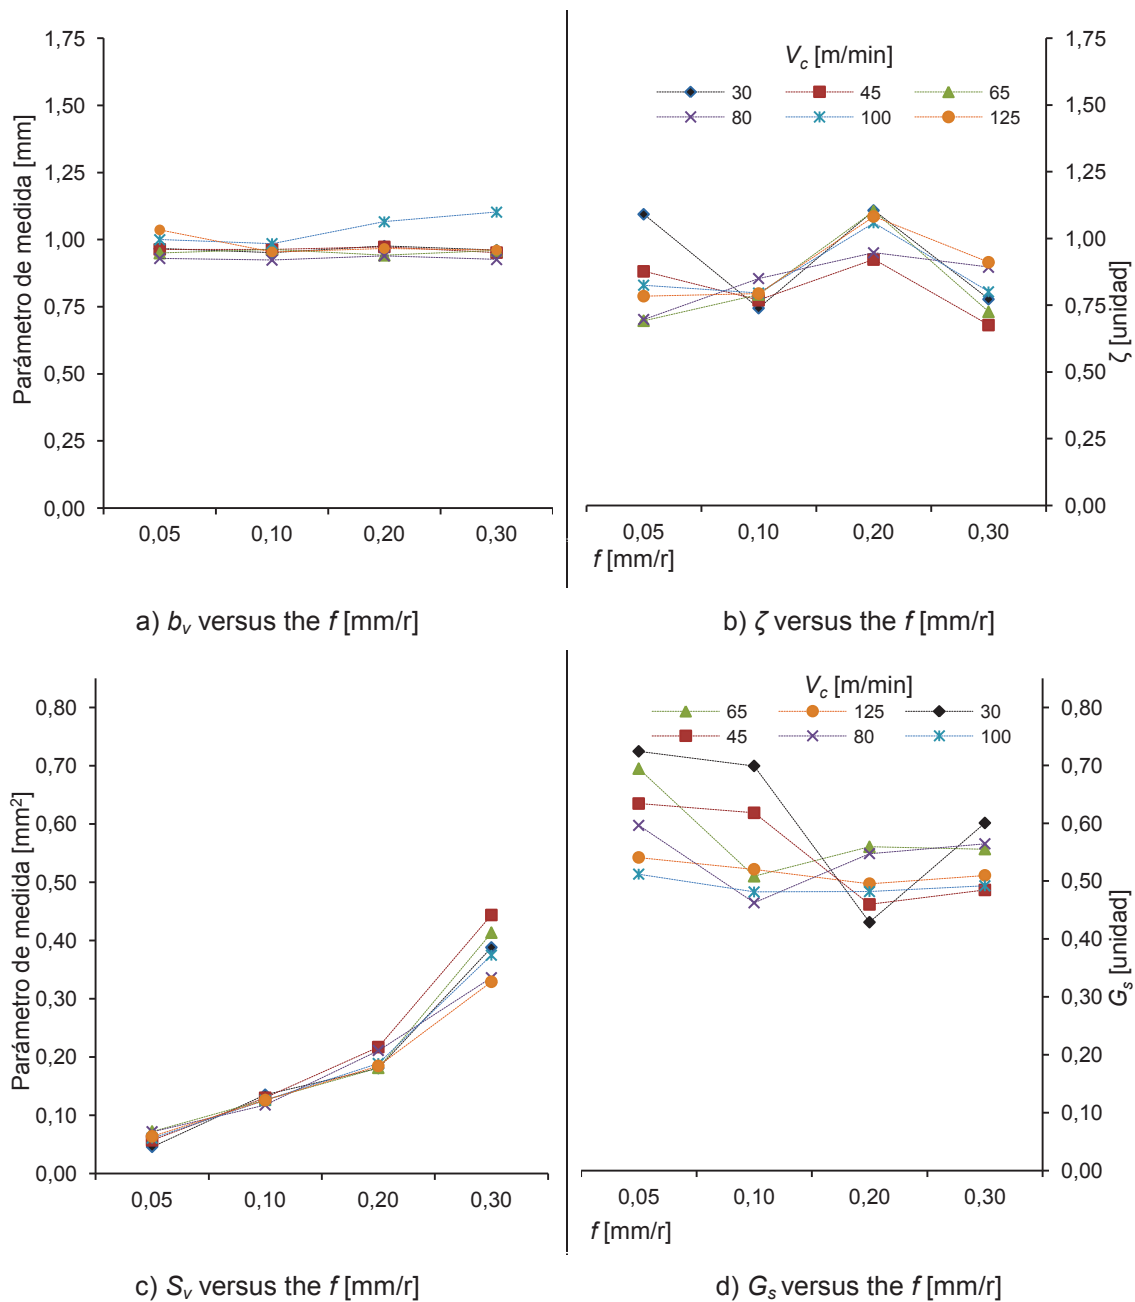 Parámetro de medida [mm]
1,75
1,50
1,25
1,00
0,75
0,50
0,25
0,00
0,05 0,10 0,20 0,30
a) bᵥ versus the f [mm/r]
V_c [m/min]
30 45 65
80 100 125
1,75
1,50
1,25
1,00
0,75
0,50
0,25
0,00
ζ [unipad]
0,05 0,10 0,20 0,30
f [mm/r]
b) ζ versus the f [mm/r]
Parámetro de medida [mm²]
0,80
0,70
0,60
0,50
0,40
0,30
0,20
0,10
0,00
0,05 0,10 0,20 0,30
c) Sᵥ versus the f [mm/r]
V_c [m/min]
65 125 30
45 80 100
0,80
0,70
0,60
0,50
0,40
0,30
0,20
0,10
0,00
Gₛ [unidad]
0,05 0,10 0,20 0,30
f [mm/r]
d) Gₛ versus the f [mm/r]